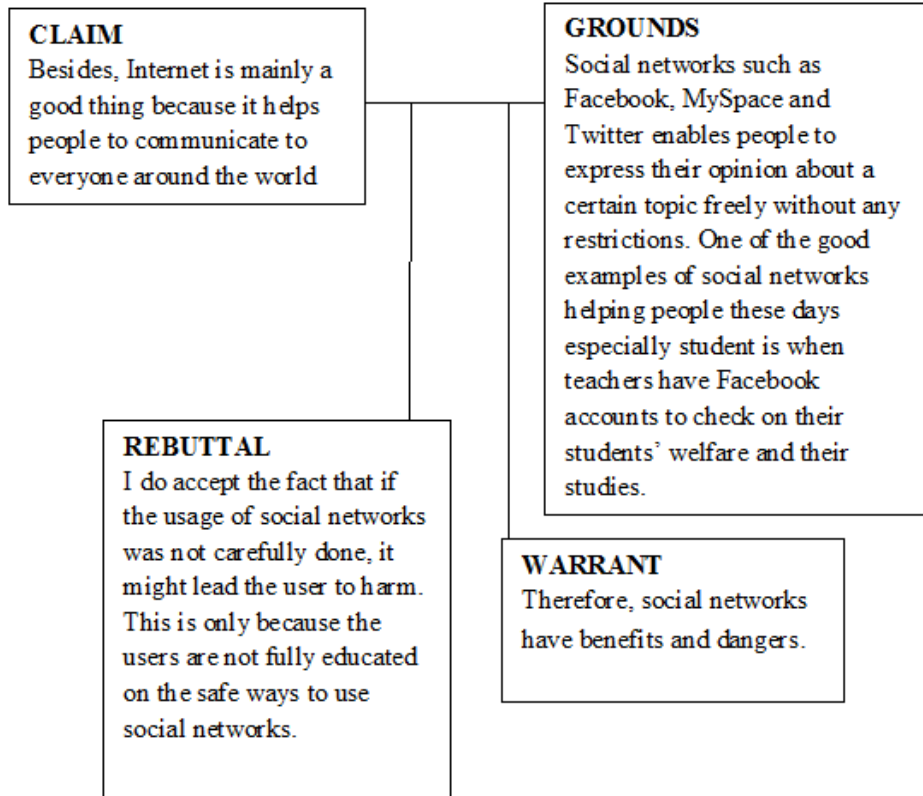 CLAIM
Besides, Internet is mainly a
good thing because it helps
people to communicate to
everyone around the world
GROUNDS
Social networks such as
Facebook, MySpace and
Twitter enables people to
express their opinion about a
certain topic freely without any
restrictions. One of the good
examples of social networks
helping people these days
especially student is when
teachers have Facebook
accounts to check on their
students’ welfare and their
studies.
REBUTTAL
I do accept the fact that if
the usage of social networks
was not carefully done, it
might lead the user to harm.
This is only because the
users are not fully educated
on the safe ways to use
social networks.
WARRANT
Therefore, social networks
have benefits and dangers.